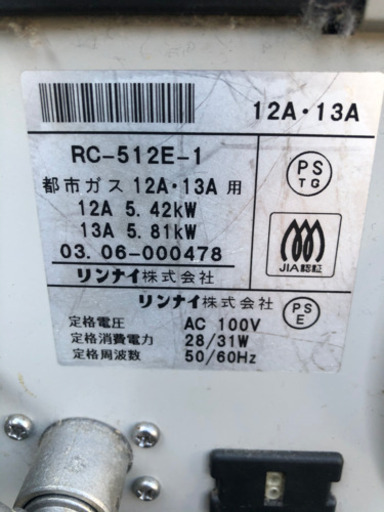 12A・13A
RC-512E-1
都市ガス 12A・13A 用
12A 5.42kW
13A 5.81kW
03.06-000478
リンナイ株式会社
PS
TG
JIA認証
リンナイ株式会社
PS
E
定格電圧 AC 100V
定格消費電力 28/31W
定格周波数 50/60Hz